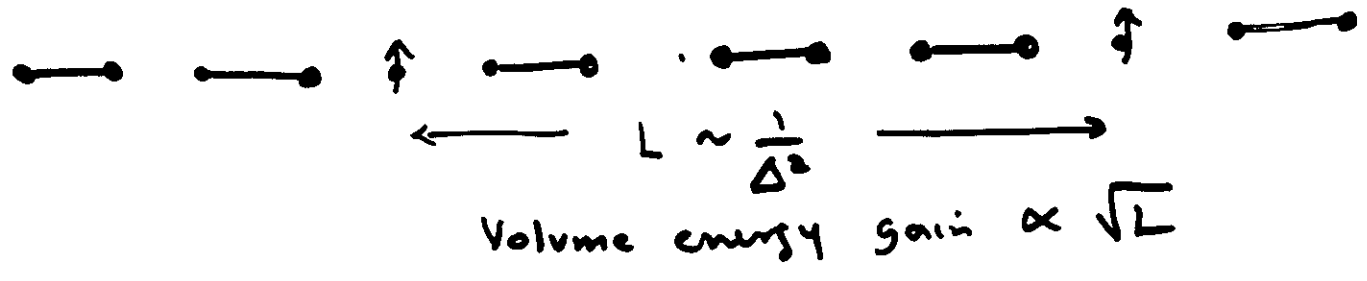 L ~ 1/Δ²
Volume energy gain ∝ √L